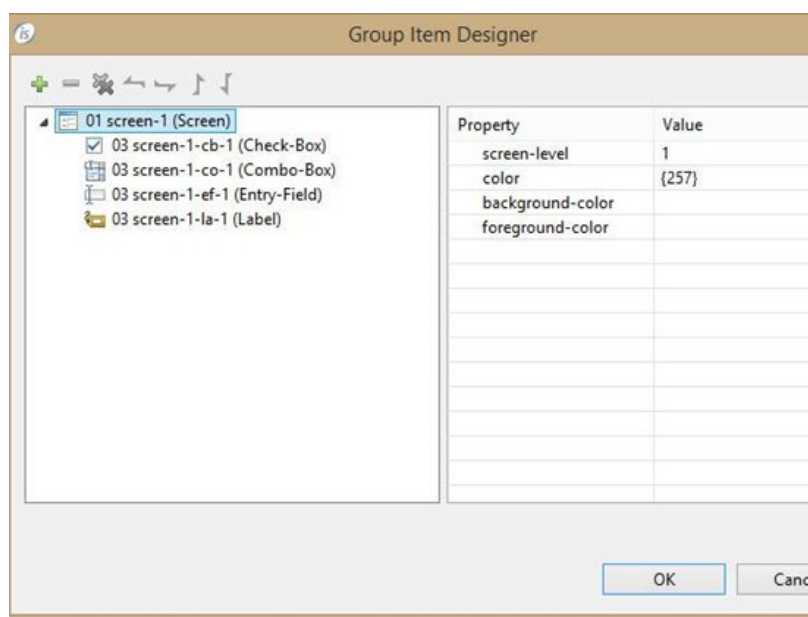 is
Group Item Designer
01 screen-1 (Screen)
03 screen-1-cb-1 (Check-Box)
03 screen-1-co-1 (Combo-Box)
03 screen-1-ef-1 (Entry-Field)
03 screen-1-la-1 (Label)
Property Value
screen-level 1
color {257}
background-color
foreground-color
OK Canc